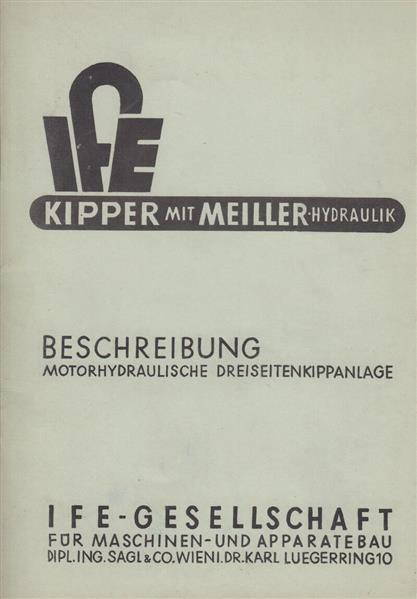 IFE
KIPPER MIT MEILLER-HYDRAULIK
BESCHREIBUNG
MOTORHYDRAULISCHE DREISEITENKIPPANLAGE
IFE-GESELLSCHAFT
FÜR MASCHINEN-UND APPARATEBAU
DIPL.ING.SAGL&CO.WIEN I.DR.KARL LUEGERRING 10